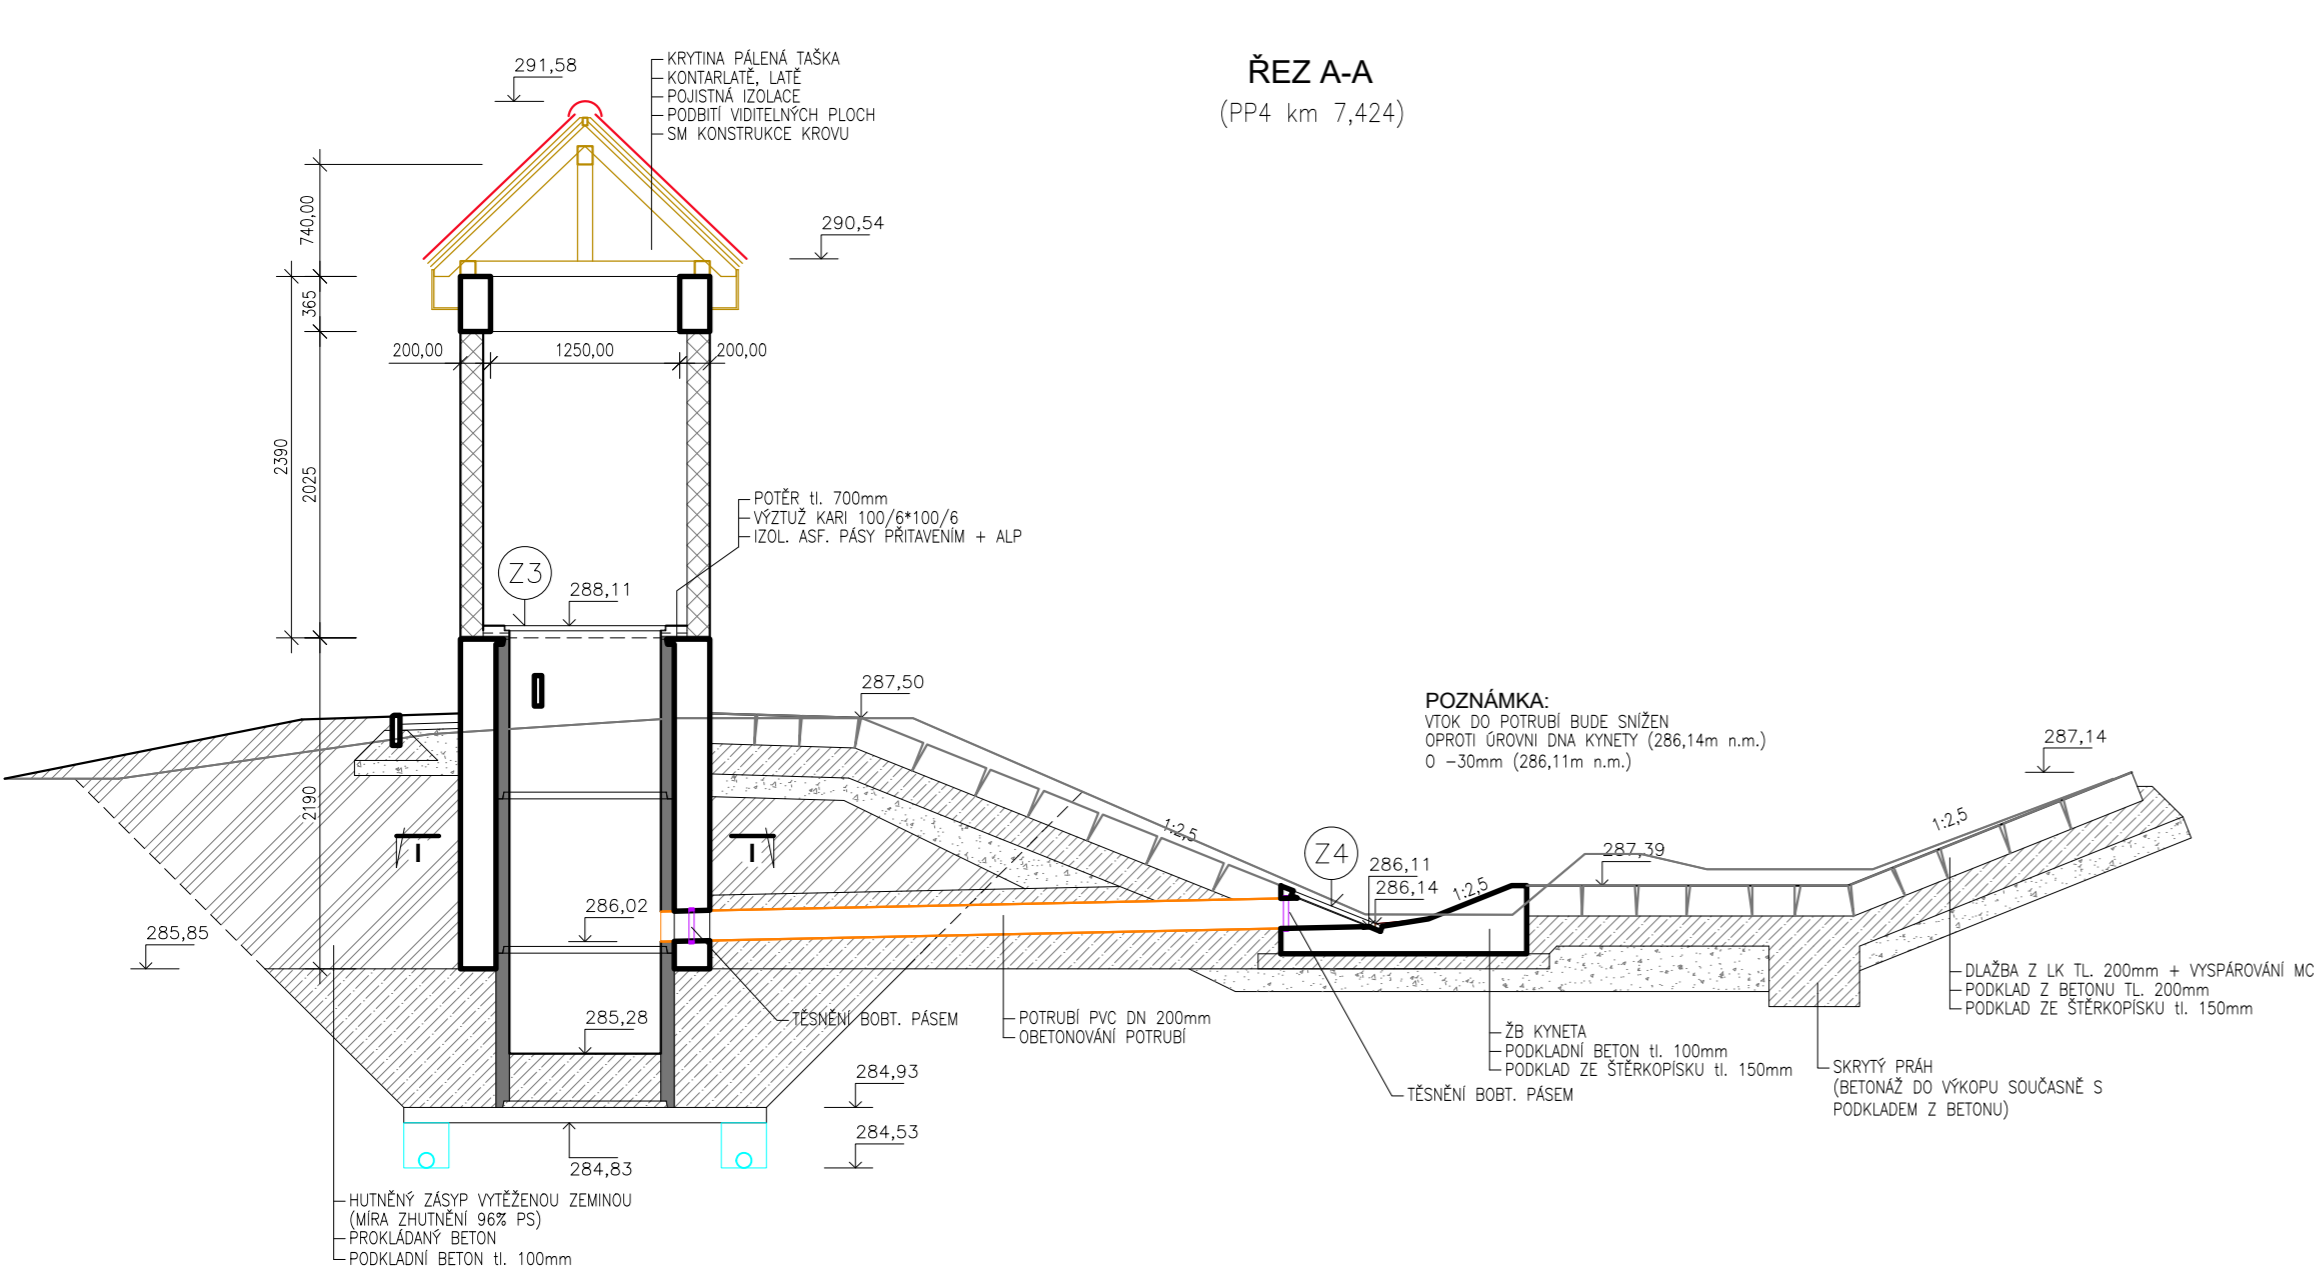 ŘEZ A-A
(PP4 km 7,424)
291,58
KRYTINA PÁLENÁ TAŠKA
KONTARLATĚ, LATĚ
POJISTNÁ IZOLACE
PODBITÍ VIDITELNÝCH PLOCH
SM KONSTRUKCE KROVU
740,00
290,54
365
200,00
1250,00
200,00
2390
2025
POTĚR tl. 700mm
VÝZTUŽ KARI 100/6*100/6
IZOL. ASF. PÁSY PŘITAVENÍM + ALP
Z3
288,11
287,50
POZNÁMKA:
VTOK DO POTRUBÍ BUDE SNÍŽEN
OPROTI ÚROVNI DNA KYNETY (286,14m n.m.)
O -30mm (286,11m n.m.)
287,14
2190
I
I
1:2,5
Z4
286,11
286,14
1:2,5
287,39
1:2,5
286,02
285,85
285,28
TĚSNĚNÍ BOBT. PÁSEM
POTRUBÍ PVC DN 200mm
OBETONOVÁNÍ POTRUBÍ
DLAŽBA Z LK TL. 200mm + VYSPÁROVÁNÍ MC
PODKLAD Z BETONU TL. 200mm
PODKLAD ZE ŠTĚRKOPÍSKU tl. 150mm
ŽB KYNETA
PODKLADNÍ BETON tl. 100mm
PODKLAD ZE ŠTĚRKOPÍSKU tl. 150mm
TĚSNĚNÍ BOBT. PÁSEM
SKRYTÝ PRÁH
(BETONÁŽ DO VÝKOPU SOUČASNĚ S
PODKLADEM Z BETONU)
284,93
284,53
284,83
HUTNĚNÝ ZÁSYP VYTĚŽENOU ZEMINOU
(MÍRA ZHUTNĚNÍ 96% PS)
PROKLÁDANÝ BETON
PODKLADNÍ BETON tl. 100mm